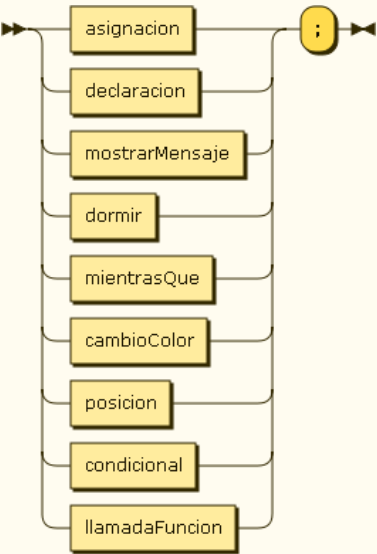 asignacion
;
declaracion
mostrarMensaje
dormir
mientrasQue
cambioColor
posicion
condicional
llamadaFuncion